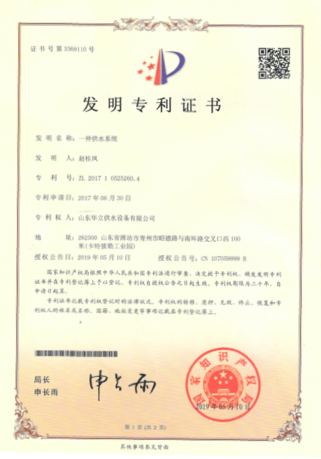 证书号第3368110号
发明专利证书
发明名称：一种供水系统
发明人：赵桂凤
专利号：ZL 2017 1 0523269.4
专利申请日：2017年06月30日
专利权人：山东华立供水设备有限公司
地址：262500 山东省潍坊市青州市昭德路与南环路交叉口西100
米(卡特彼勒工业园)
授权公告日：2019年05月10日 授权公告号：CN 107059999 B
国家知识产权局依照中华人民共和国专利法进行审查，决定授予专利权，颁发发明专利
证书并在专利登记簿上予以登记。专利权自授权公告之日起生效。专利权期限为二十年，自
申请日起算。
专利证书记载专利权登记时的法律状况。专利权的转移、质押、无效、终止、恢复和专
利权人的姓名或名称、国籍、地址变更等事项记载在专利登记簿上。
局长
申长雨
申长雨
国家知识产权局
2019年05月10日
第1页(共2页)
其他事项参见背面